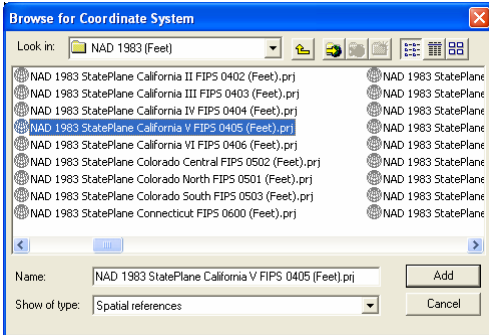 Browse for Coordinate System
Look in: NAD 1983 (Feet)
NAD 1983 StatePlane California II FIPS 0402 (Feet).prj NAD 1983 StatePlane
NAD 1983 StatePlane California III FIPS 0403 (Feet).prj NAD 1983 StatePlane
NAD 1983 StatePlane California IV FIPS 0404 (Feet).prj NAD 1983 StatePlane
NAD 1983 StatePlane California V FIPS 0405 (Feet).prj NAD 1983 StatePlane
NAD 1983 StatePlane California VI FIPS 0406 (Feet).prj NAD 1983 StatePlane
NAD 1983 StatePlane Colorado Central FIPS 0502 (Feet).prj NAD 1983 StatePlane
NAD 1983 StatePlane Colorado North FIPS 0501 (Feet).prj NAD 1983 StatePlane
NAD 1983 StatePlane Colorado South FIPS 0503 (Feet).prj NAD 1983 StatePlane
NAD 1983 StatePlane Connecticut FIPS 0600 (Feet).prj NAD 1983 StatePlane
Name: NAD 1983 StatePlane California V FIPS 0405 (Feet).prj Add
Show of type: Spatial references Cancel